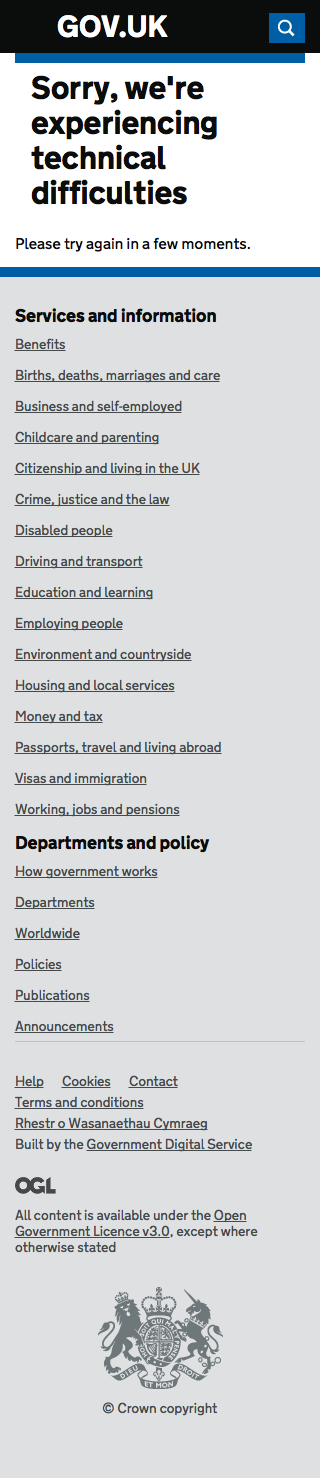 GOV.UK
Sorry, we're
experiencing
technical
difficulties
Please try again in a few moments.
Services and information
Benefits
Births, deaths, marriages and care
Business and self-employed
Childcare and parenting
Citizenship and living in the UK
Crime, justice and the law
Disabled people
Driving and transport
Education and learning
Employing people
Environment and countryside
Housing and local services
Money and tax
Passports, travel and living abroad
Visas and immigration
Working, jobs and pensions
Departments and policy
How government works
Departments
Worldwide
Policies
Publications
Announcements
Help Cookies Contact
Terms and conditions
Rhestr o Wasanaethau Cymraeg
Built by the Government Digital Service
OGL
All content is available under the Open
Government Licence v3.0, except where
otherwise stated
DIEU ET MON DROIT
© Crown copyright